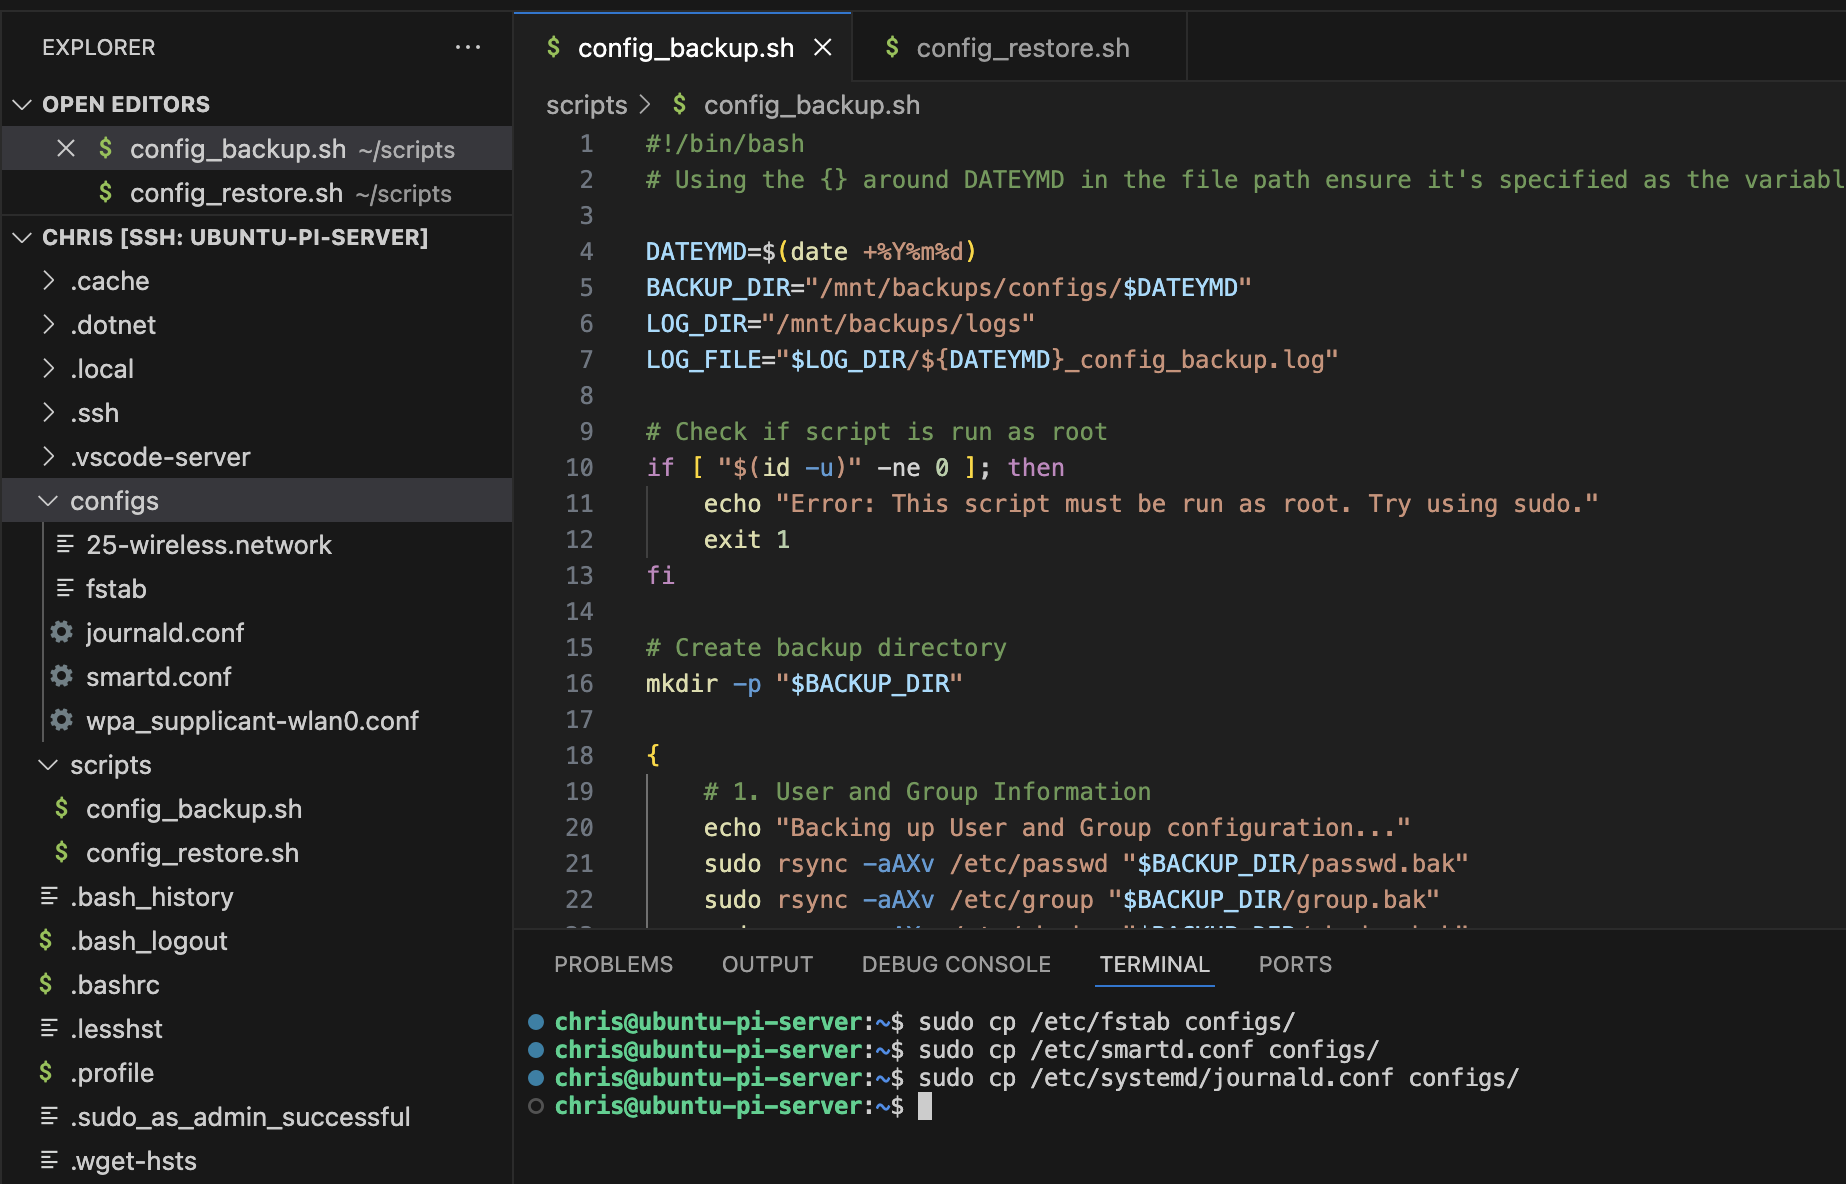 EXPLORER
OPEN EDITORS
$ config_backup.sh ~/scripts
$ config_restore.sh ~/scripts
CHRIS [SSH: UBUNTU-PI-SERVER]
.cache
.dotnet
.local
.ssh
.vscode-server
configs
25-wireless.network
fstab
journald.conf
smartd.conf
wpa_supplicant-wlan0.conf
scripts
$ config_backup.sh
$ config_restore.sh
.bash_history
$ .bash_logout
$ .bashrc
.lesshst
$ .profile
.sudo_as_admin_successful
.wget-hsts
$ config_backup.sh
$ config_restore.sh
scripts > $ config_backup.sh
1 #!/bin/bash
2 # Using the {} around DATEYMD in the file path ensure it's specified as the variabl
3
4 DATEYMD=$(date +%Y%m%d)
5 BACKUP_DIR="/mnt/backups/configs/$DATEYMD"
6 LOG_DIR="/mnt/backups/logs"
7 LOG_FILE="$LOG_DIR/${DATEYMD}_config_backup.log"
8
9 # Check if script is run as root
10 if [ "$(id -u)" -ne 0 ]; then
11 echo "Error: This script must be run as root. Try using sudo."
12 exit 1
13 fi
14
15 # Create backup directory
16 mkdir -p "$BACKUP_DIR"
17
18 {
19 # 1. User and Group Information
20 echo "Backing up User and Group configuration..."
21 sudo rsync -aAXv /etc/passwd "$BACKUP_DIR/passwd.bak"
22 sudo rsync -aAXv /etc/group "$BACKUP_DIR/group.bak"
PROBLEMS OUTPUT DEBUG CONSOLE TERMINAL PORTS
chris@ubuntu-pi-server:~$ sudo cp /etc/fstab configs/
chris@ubuntu-pi-server:~$ sudo cp /etc/smartd.conf configs/
chris@ubuntu-pi-server:~$ sudo cp /etc/systemd/journald.conf configs/
chris@ubuntu-pi-server:~$